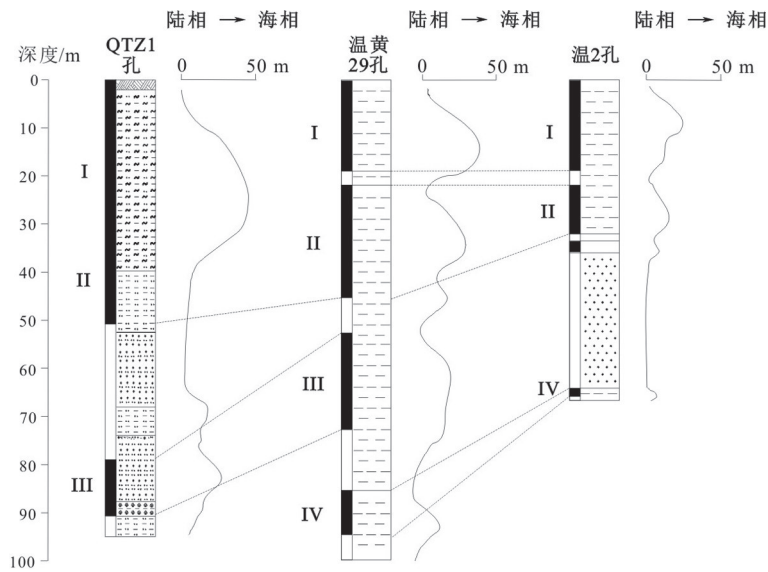 陆相 → 海相
陆相 → 海相
陆相 → 海相
深度/m
QTZ1
孔
0 50 m
温黄
29孔
0 50 m
温2孔
0 50 m
0
10
20
30
40
50
60
70
80
90
100
I
II
III
I
II
III
IV
I
II
IV